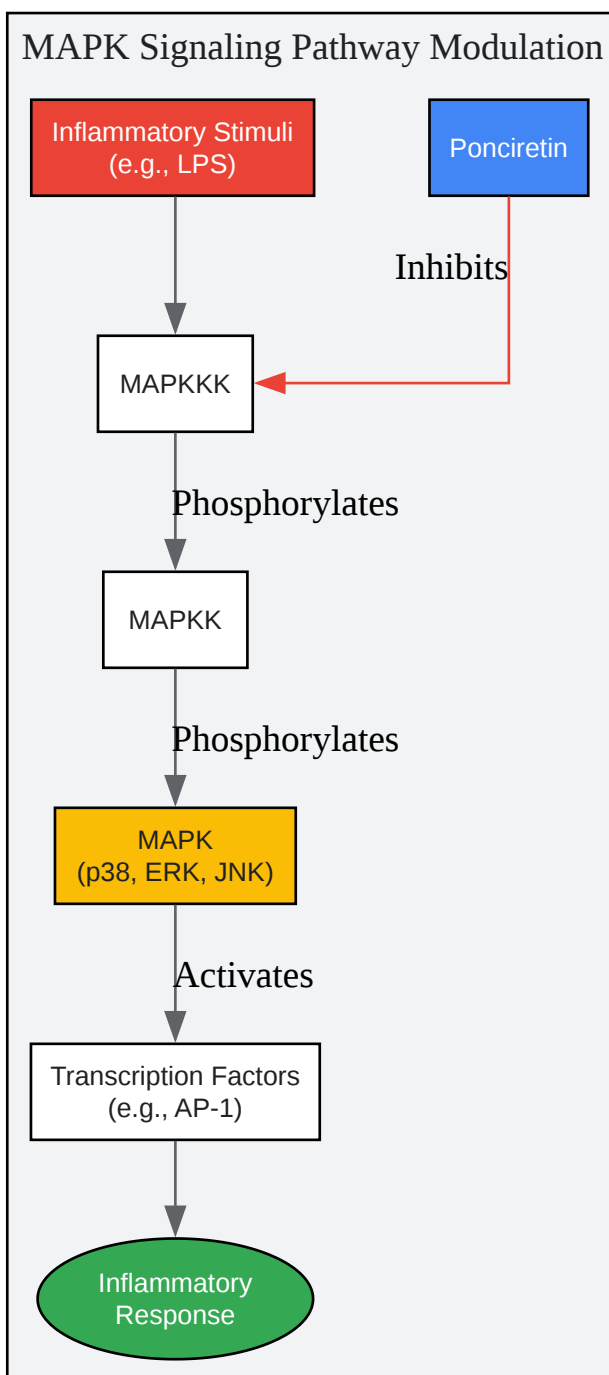 MAPK Signaling Pathway Modulation
Inflammatory Stimuli
(e.g., LPS)
Ponciretin
Inhibits
MAPKKK
Phosphorylates
MAPKK
Phosphorylates
MAPK
(p38, ERK, JNK)
Activates
Transcription Factors
(e.g., AP-1)
Inflammatory
Response